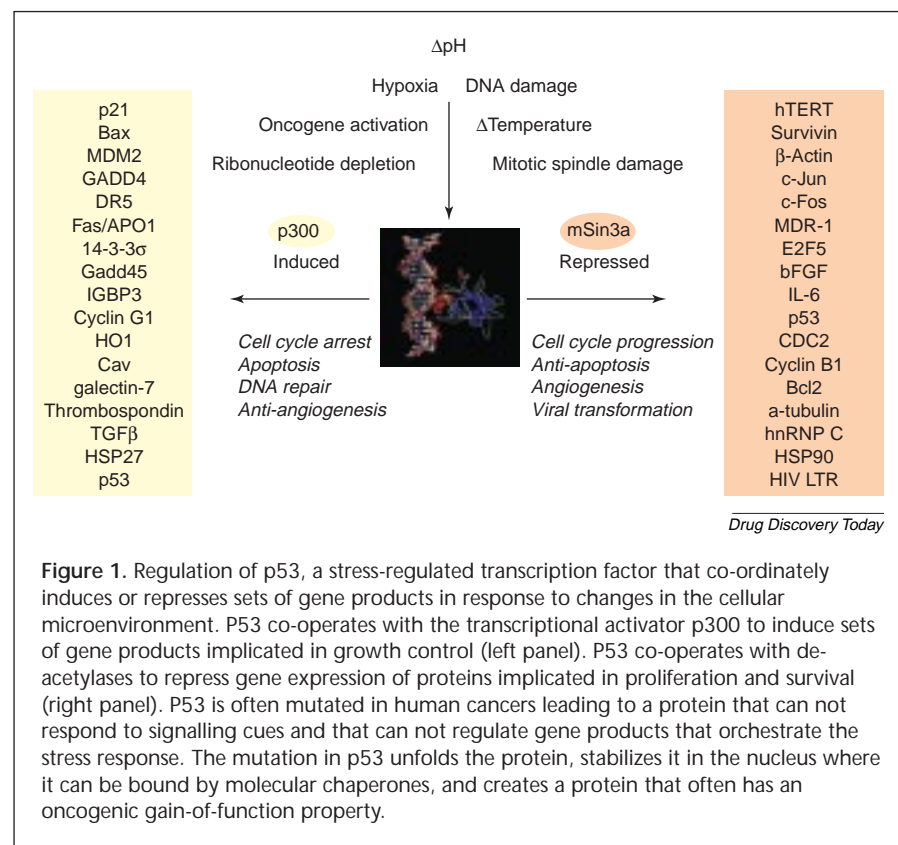 ΔpH
Hypoxia DNA damage
Oncogene activation ΔTemperature
Ribonucleotide depletion Mitotic spindle damage
p21
Bax
MDM2
GADD4
DR5
Fas/APO1
14-3-3σ
Gadd45
IGBP3
Cyclin G1
HO1
Cav
galectin-7
Thrombospondin
TGFβ
HSP27
p53
p300
Induced
Cell cycle arrest
Apoptosis
DNA repair
Anti-angiogenesis
mSin3a
Repressed
Cell cycle progression
Anti-apoptosis
Angiogenesis
Viral transformation
hTERT
Survivin
β-Actin
c-Jun
c-Fos
MDR-1
E2F5
bFGF
IL-6
p53
CDC2
Cyclin B1
Bcl2
a-tubulin
hnRNP C
HSP90
HIV LTR
Drug Discovery Today
Figure 1. Regulation of p53, a stress-regulated transcription factor that co-ordinately
induces or represses sets of gene products in response to changes in the cellular
microenvironment. P53 co-operates with the transcriptional activator p300 to induce sets
of gene products implicated in growth control (left panel). P53 co-operates with de-
acetylases to repress gene expression of proteins implicated in proliferation and survival
(right panel). P53 is often mutated in human cancers leading to a protein that can not
respond to signalling cues and that can not regulate gene products that orchestrate the
stress response. The mutation in p53 unfolds the protein, stabilizes it in the nucleus where
it can be bound by molecular chaperones, and creates a protein that often has an
oncogenic gain-of-function property.